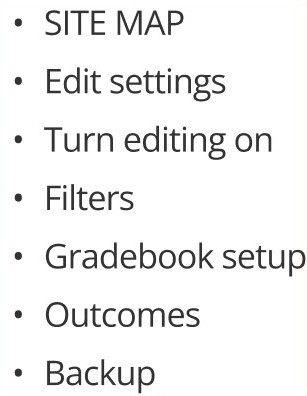 • SITE MAP
• Edit settings
• Turn editing on
• Filters
• Gradebook setup
• Outcomes
• Backup